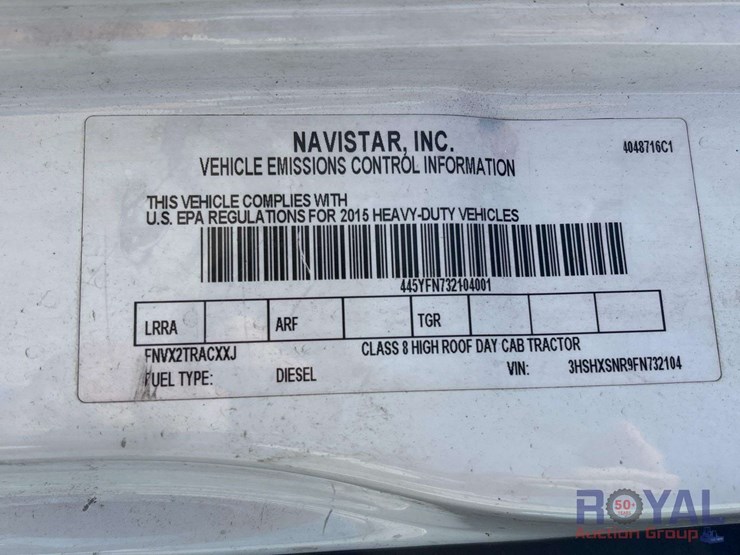 NAVISTAR, INC.
4048716C1
VEHICLE EMISSIONS CONTROL INFORMATION
THIS VEHICLE COMPLIES WITH
U.S. EPA REGULATIONS FOR 2015 HEAVY-DUTY VEHICLES
445YFN732104001
LRRA ARF TGR
FNVX2TRACXXJ CLASS 8 HIGH ROOF DAY CAB TRACTOR
FUEL TYPE: DIESEL VIN: 3HSHXSNR9FN732104
ROYAL
50+
YEARS
Auction Group